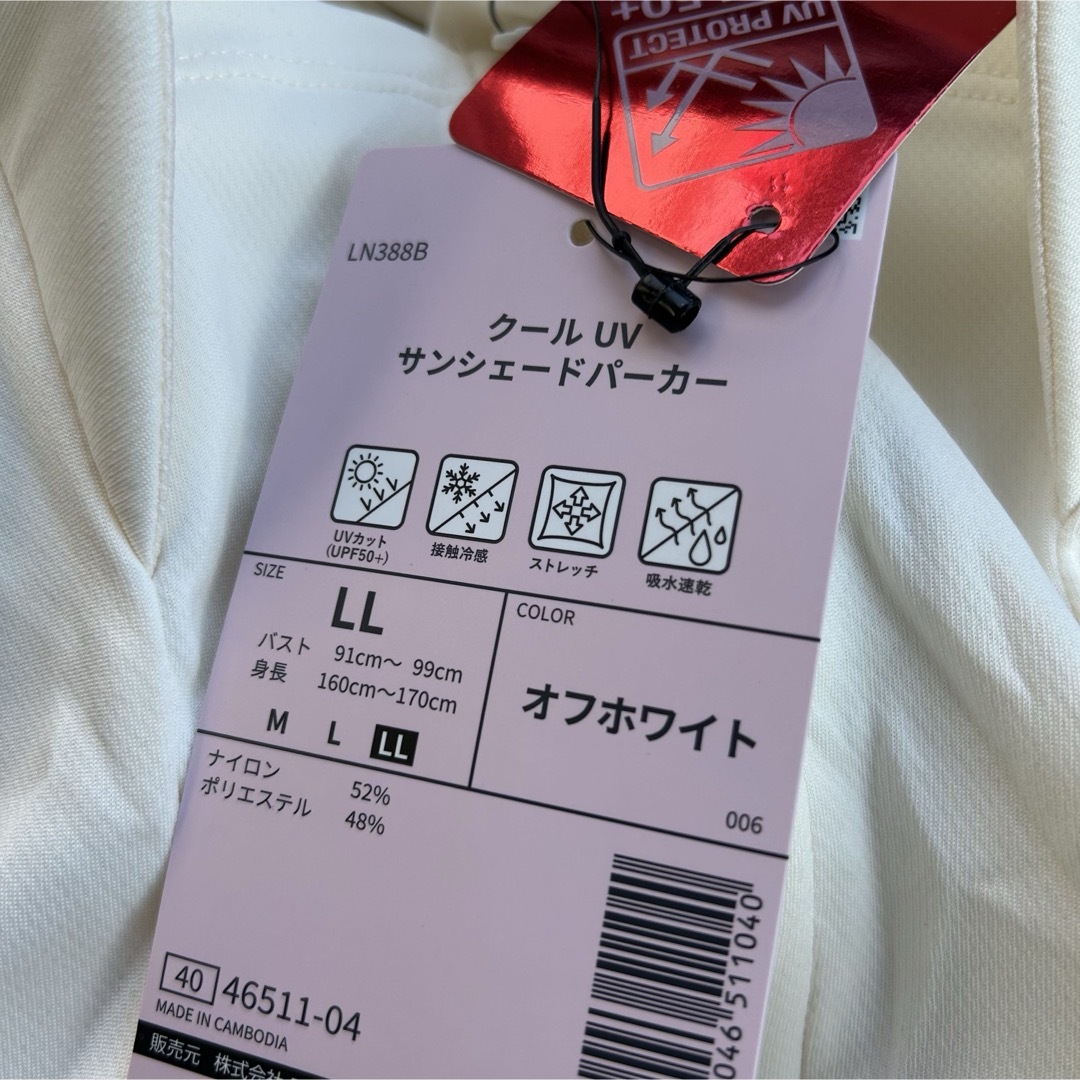 50+
UV PROTECT
LN388B
クール UV
サンシェードパーカー
UVカット
(UPF50+)
接触冷感
ストレッチ
吸水速乾
SIZE
LL
バスト 91cm～ 99cm
身長 160cm～170cm
M L LL
COLOR
オフホワイト
006
ナイロン 52%
ポリエステル 48%
046511040
40 46511-04
MADE IN CAMBODIA
販売元 株式会社